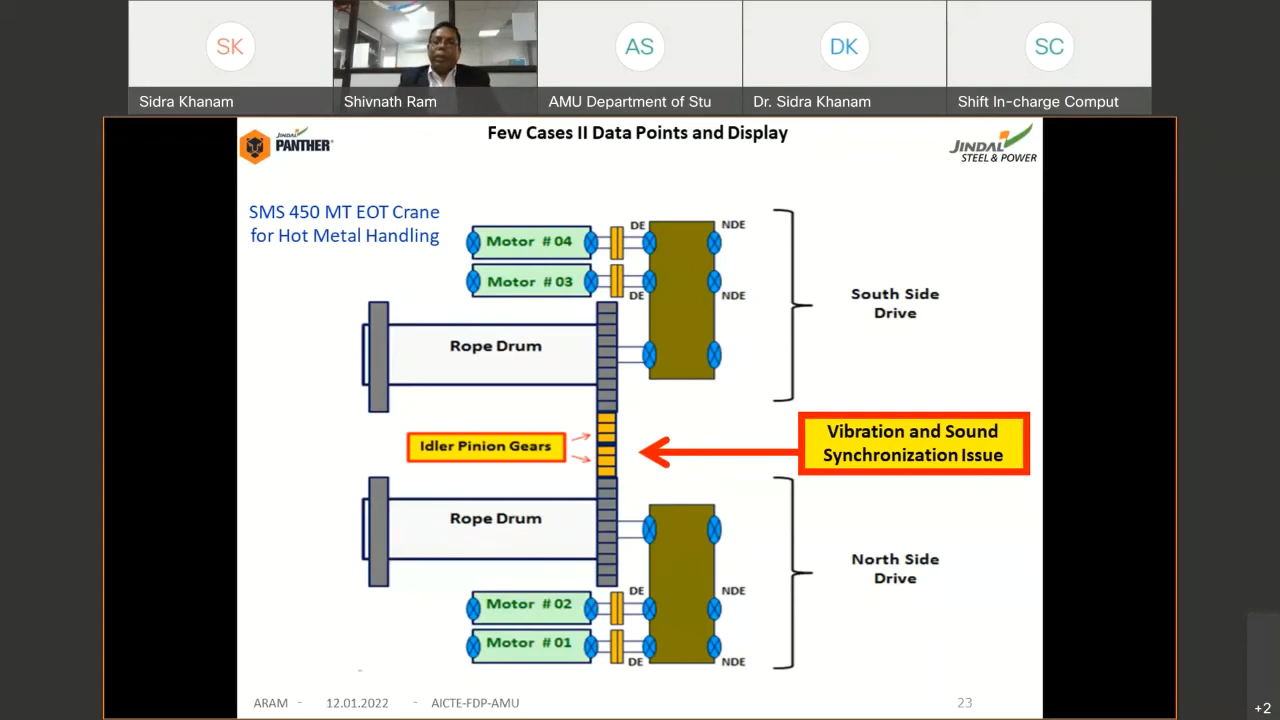 SK
AS
DK
SC
Sidra Khanam
Shivnath Ram
AMU Department of Stu
Dr. Sidra Khanam
Shift In-charge Comput
JINDAL
PANTHER
Few Cases II Data Points and Display
JINDAL
STEEL & POWER
SMS 450 MT EOT Crane
for Hot Metal Handling
Motor # 04
DE
NDE
Motor # 03
DE
NDE
South Side
Drive
Rope Drum
Idler Pinion Gears
Vibration and Sound
Synchronization Issue
Rope Drum
North Side
Drive
Motor # 02
DE
NDE
Motor # 01
DE
NDE
ARAM - 12.01.2022 - AICTE-FDP-AMU
23
+2